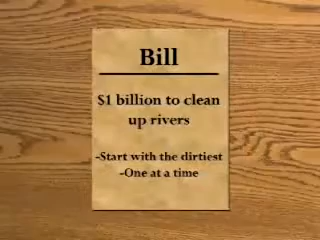 Bill
$1 billion to clean
up rivers
-Start with the dirtiest
-One at a time